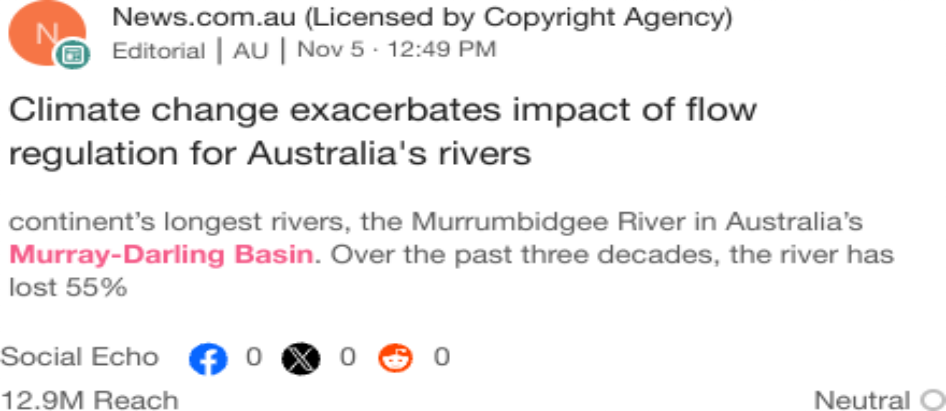 N
News.com.au (Licensed by Copyright Agency)
Editorial | AU | Nov 5 · 12:49 PM
Climate change exacerbates impact of flow
regulation for Australia's rivers
continent’s longest rivers, the Murrumbidgee River in Australia’s
Murray-Darling Basin. Over the past three decades, the river has
lost 55%
Social Echo 0 0 0
12.9M Reach Neutral